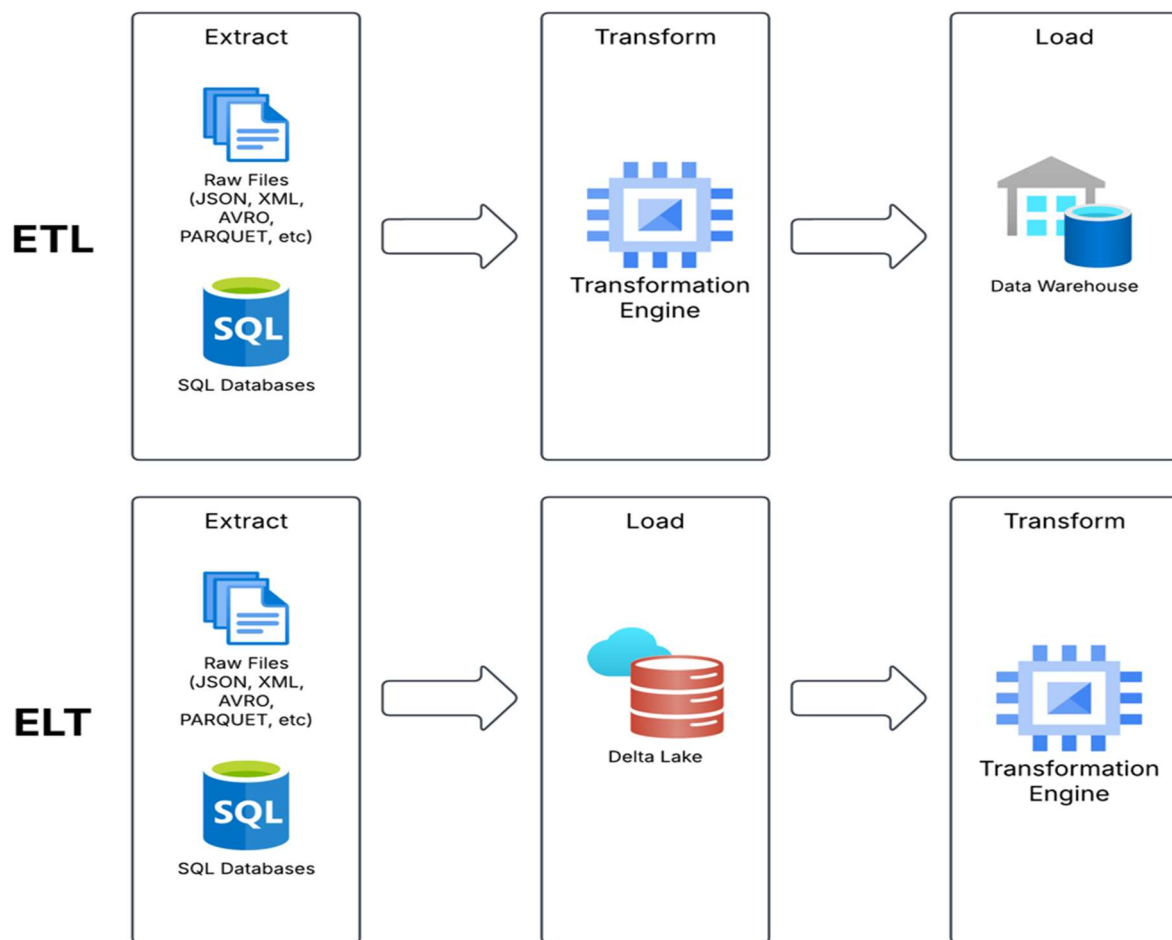 Extract
Transform
Load
Raw Files
(JSON, XML,
AVRO,
PARQUET, etc)
ETL
Transformation
Engine
Data Warehouse
SQL
SQL Databases
Extract
Load
Transform
Raw Files
(JSON, XML,
AVRO,
PARQUET, etc)
ELT
Delta Lake
Transformation
Engine
SQL
SQL Databases